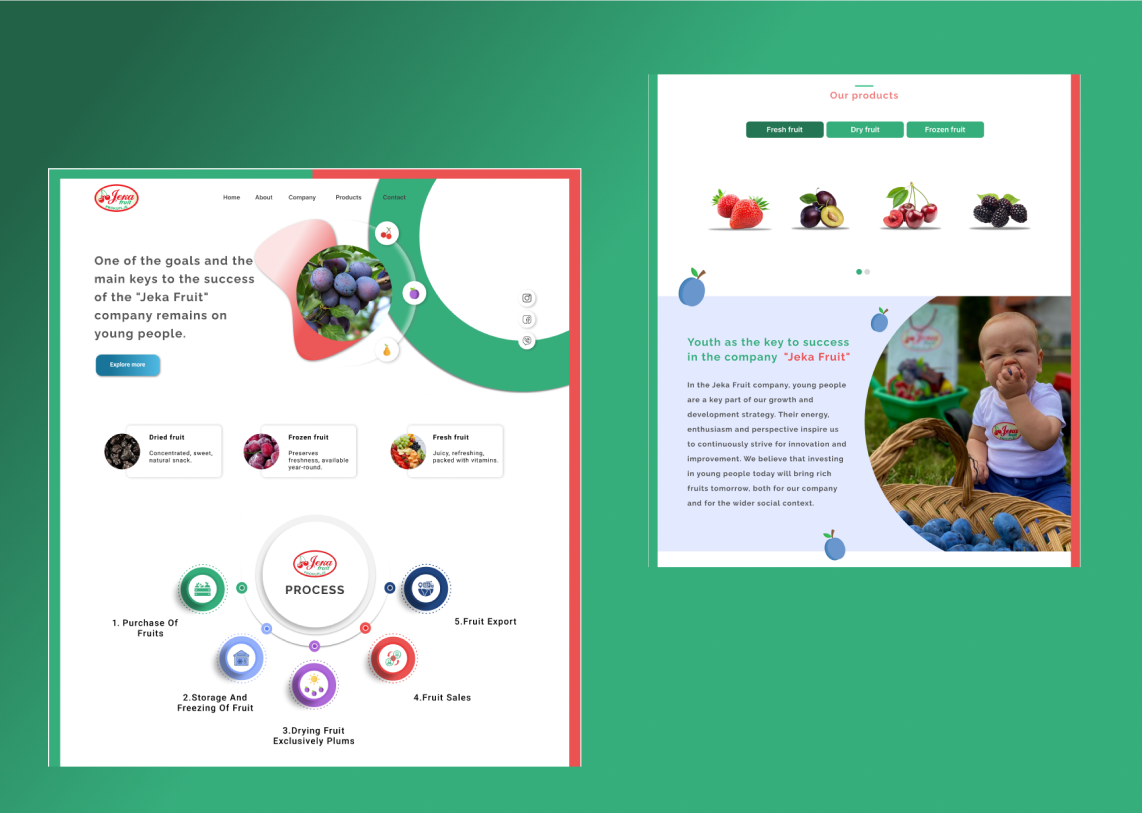 Jeka
fruit
Home About Company Products Contact
One of the goals and the
main keys to the success
of the "Jeka Fruit"
company remains on
young people.
Explore more
Dried fruit
Concentrated, sweet,
natural snack.
Frozen fruit
Preserves
freshness, available
year-round.
Fresh fruit
Juicy, refreshing,
packed with vitamins.
Jeka
fruit
PROCESS
1. Purchase Of
Fruits
2.Storage And
Freezing Of Fruit
3.Drying Fruit
Exclusively Plums
4.Fruit Sales
5.Fruit Export
Our products
Fresh fruit Dry fruit Frozen fruit
Youth as the key to success
in the company "Jeka Fruit"
In the Jeka Fruit company, young people
are a key part of our growth and
development strategy. Their energy,
enthusiasm and perspective inspire us
to continuously strive for innovation and
improvement. We believe that investing
in young people today will bring rich
fruits tomorrow, both for our company
and for the wider social context.
Jeka